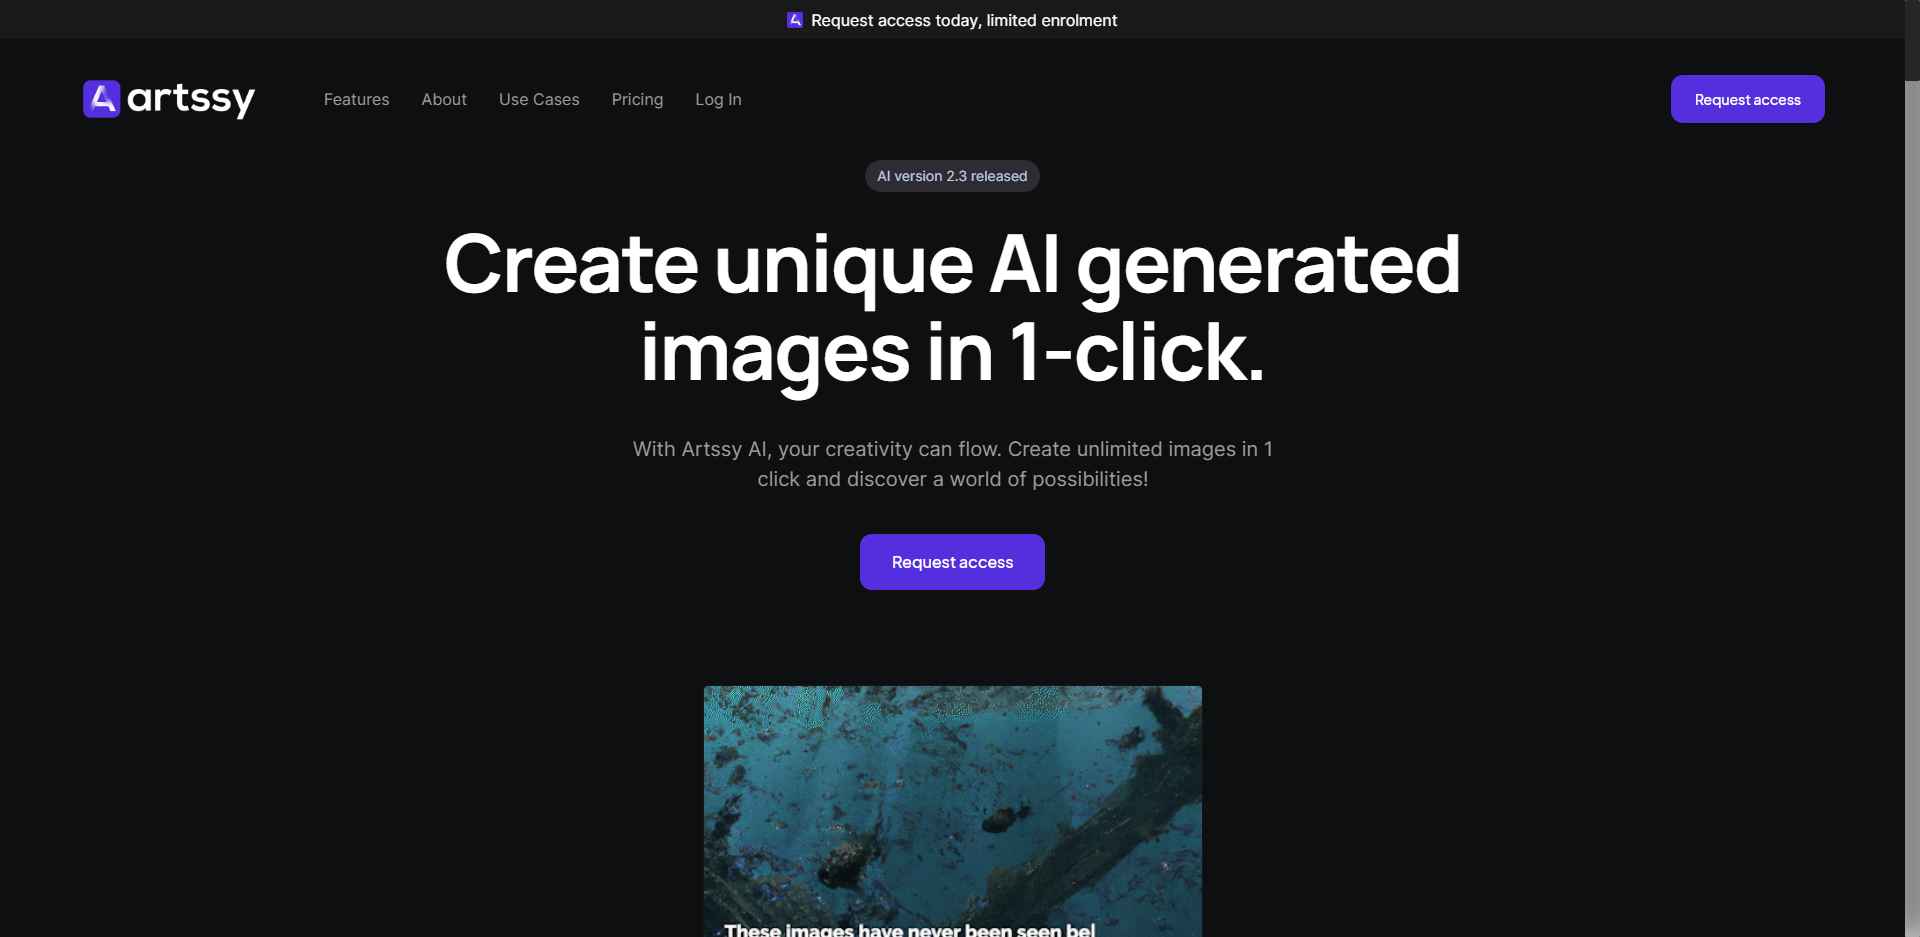 Request access today, limited enrolment
artssy
Features
About
Use Cases
Pricing
Log In
Request access
AI version 2.3 released
Create unique AI generated
images in 1-click.
With Artssy AI, your creativity can flow. Create unlimited images in 1
click and discover a world of possibilities!
Request access
These images have never been seen bel